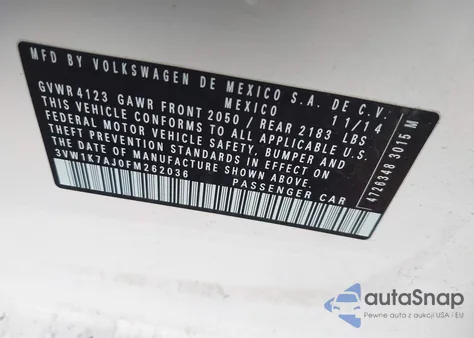 MFD BY VOLKSWAGEN DE MEXICO S.A. DE C.V.
MEXICO 11/14
GVWR 4123 GAWR FRONT 2050 / REAR 2183 LBS
THIS VEHICLE CONFORMS TO ALL APPLICABLE U.S.
FEDERAL MOTOR VEHICLE SAFETY, BUMPER AND
THEFT PREVENTION STANDARDS IN EFFECT ON
THE DATE OF MANUFACTURE SHOWN ABOVE.
3VW1K7AJ0FM262036 PASSENGER CAR
4726348 3015 M
autoSnap
Pewne auta z aukcji USA i EU